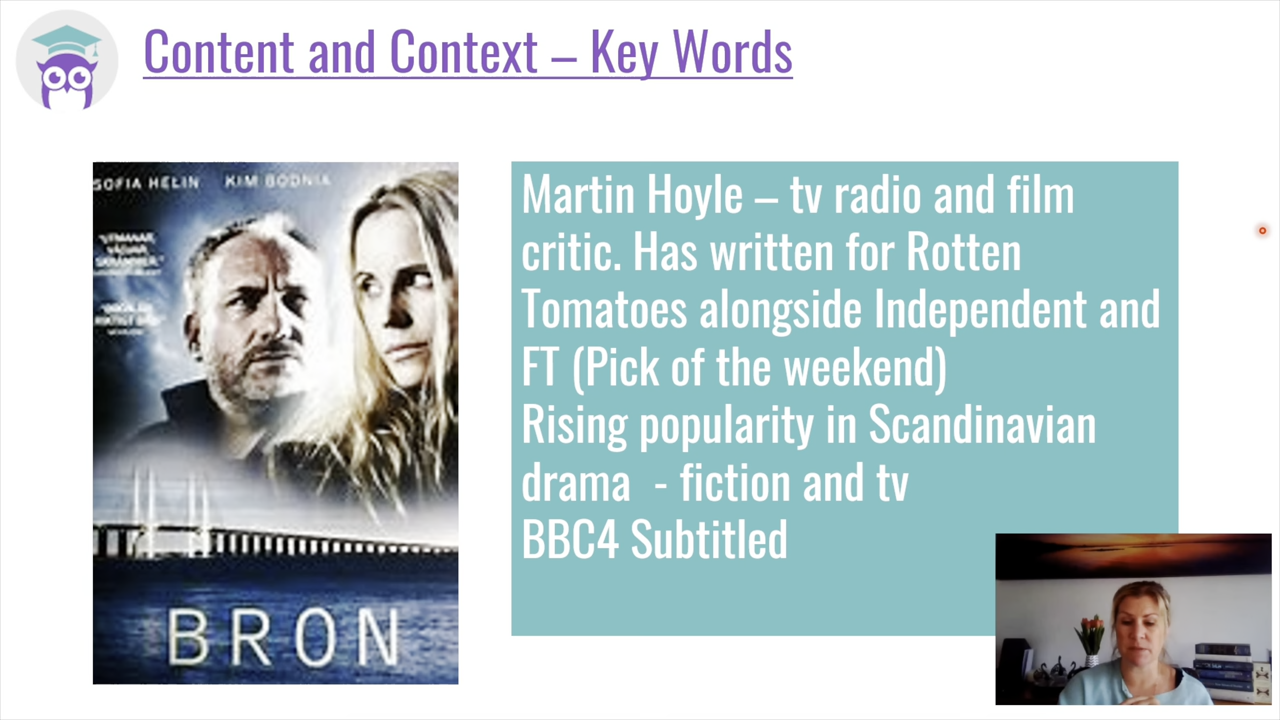 Content and Context – Key Words
SOFIA HELIN KIM BODNIA
"UTMANAR,
Martin Hoyle – tv radio and film
critic. Has written for Rotten
Tomatoes alongside Independent and
FT (Pick of the weekend)
Rising popularity in Scandinavian
drama - fiction and tv
BBC4 Subtitled
BRON